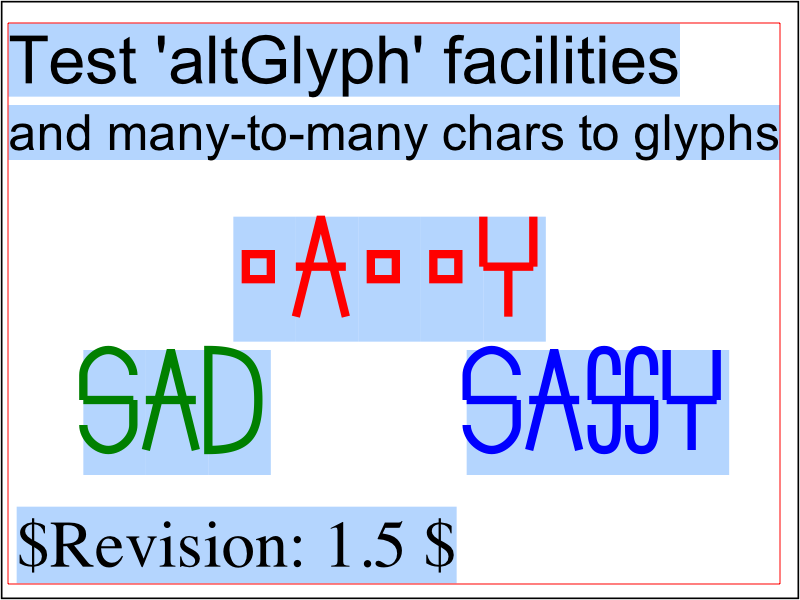 Test 'altGlyph' facilities
and many-to-many chars to glyphs
▫A▫▫Y
SAD SASSY
$Revision: 1.5 $